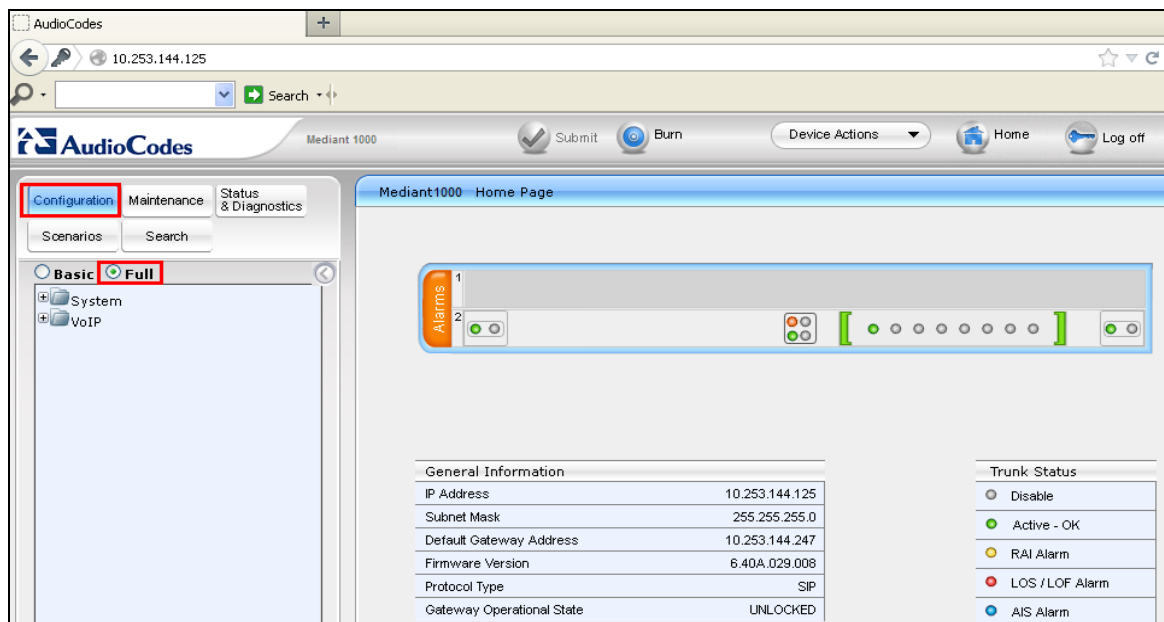 AudioCodes
10.253.144.125
Search
AudioCodes
Mediant 1000
Submit
Burn
Device Actions
Home
Log off
Configuration
Maintenance
Status & Diagnostics
Scenarios
Search
Basic
Full
System
VoIP
Mediant1000 Home Page
Alarms
1
2
General Information
IP Address 10.253.144.125
Subnet Mask 255.255.255.0
Default Gateway Address 10.253.144.247
Firmware Version 6.40A.029.008
Protocol Type SIP
Gateway Operational State UNLOCKED
Trunk Status
Disable
Active - OK
RAI Alarm
LOS / LOF Alarm
AIS Alarm